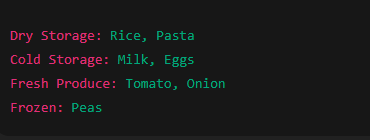 Dry Storage: Rice, Pasta
Cold Storage: Milk, Eggs
Fresh Produce: Tomato, Onion
Frozen: Peas